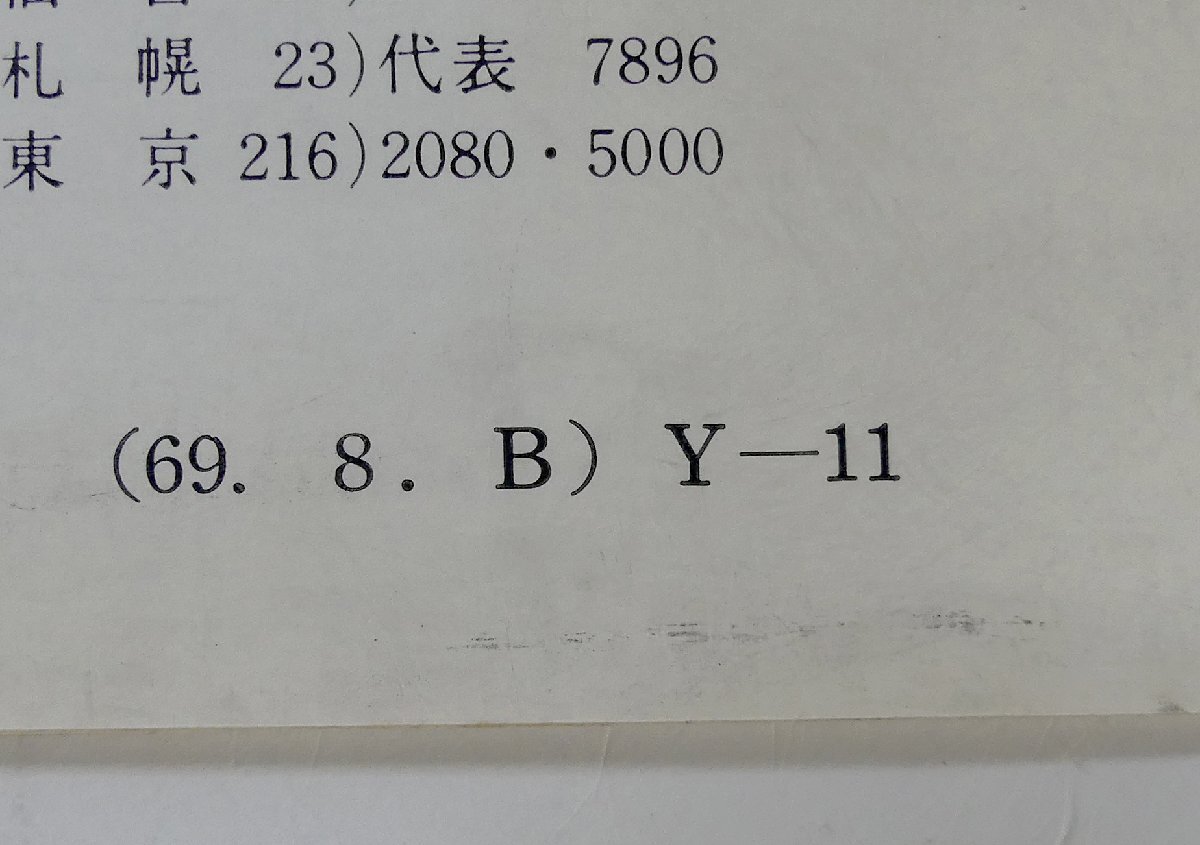 札 幌 23)代表 7896
東 京 216)2080・5000
(69. 8. B) Y—11